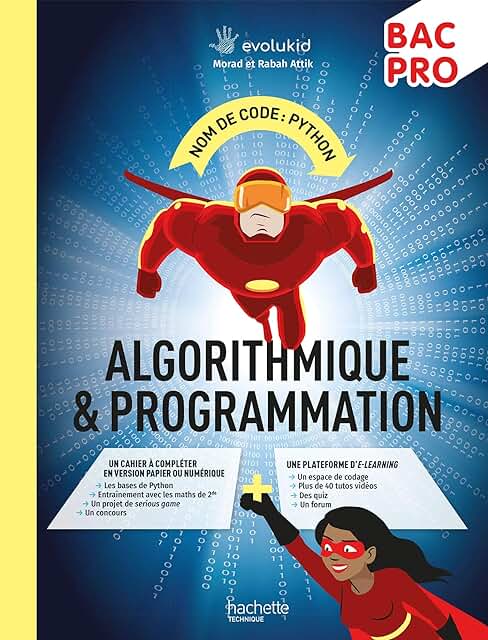 evolukid
Morad et Rabah Attik
BAC
PRO
NOM DE CODE : PYTHON
ALGORITHMIQUE
& PROGRAMMATION
UN CAHIER À COMPLÉTER
EN VERSION PAPIER OU NUMÉRIQUE
→ Les bases de Python
→ Entrainement avec les maths de 2de
→ Un projet de serious game
→ Un concours
+
UNE PLATEFORME D'E-LEARNING
→ Un espace de codage
→ Plus de 40 tutos vidéos
→ Des quiz
→ Un forum
hachette
TECHNIQUE